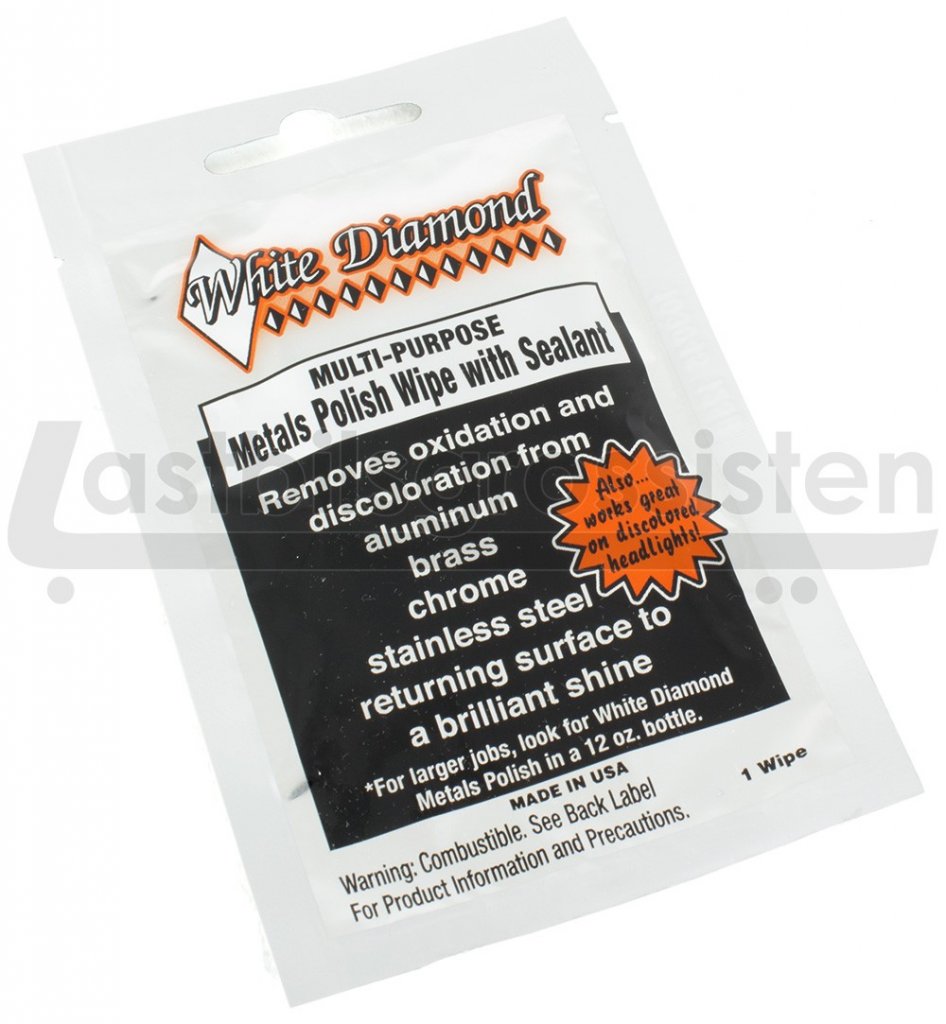 White Diamond
MULTI-PURPOSE
Metals Polish Wipe with Sealant
Removes oxidation and
discoloration from
aluminum
brass
chrome
stainless steel
returning surface to
a brilliant shine
Also...
works great
on discolored
headlights!
*For larger jobs, look for White Diamond
Metals Polish in a 12 oz. bottle.
MADE IN USA
1 Wipe
Warning: Combustible. See Back Label
For Product Information and Precautions.
Lastbilsgrossisten